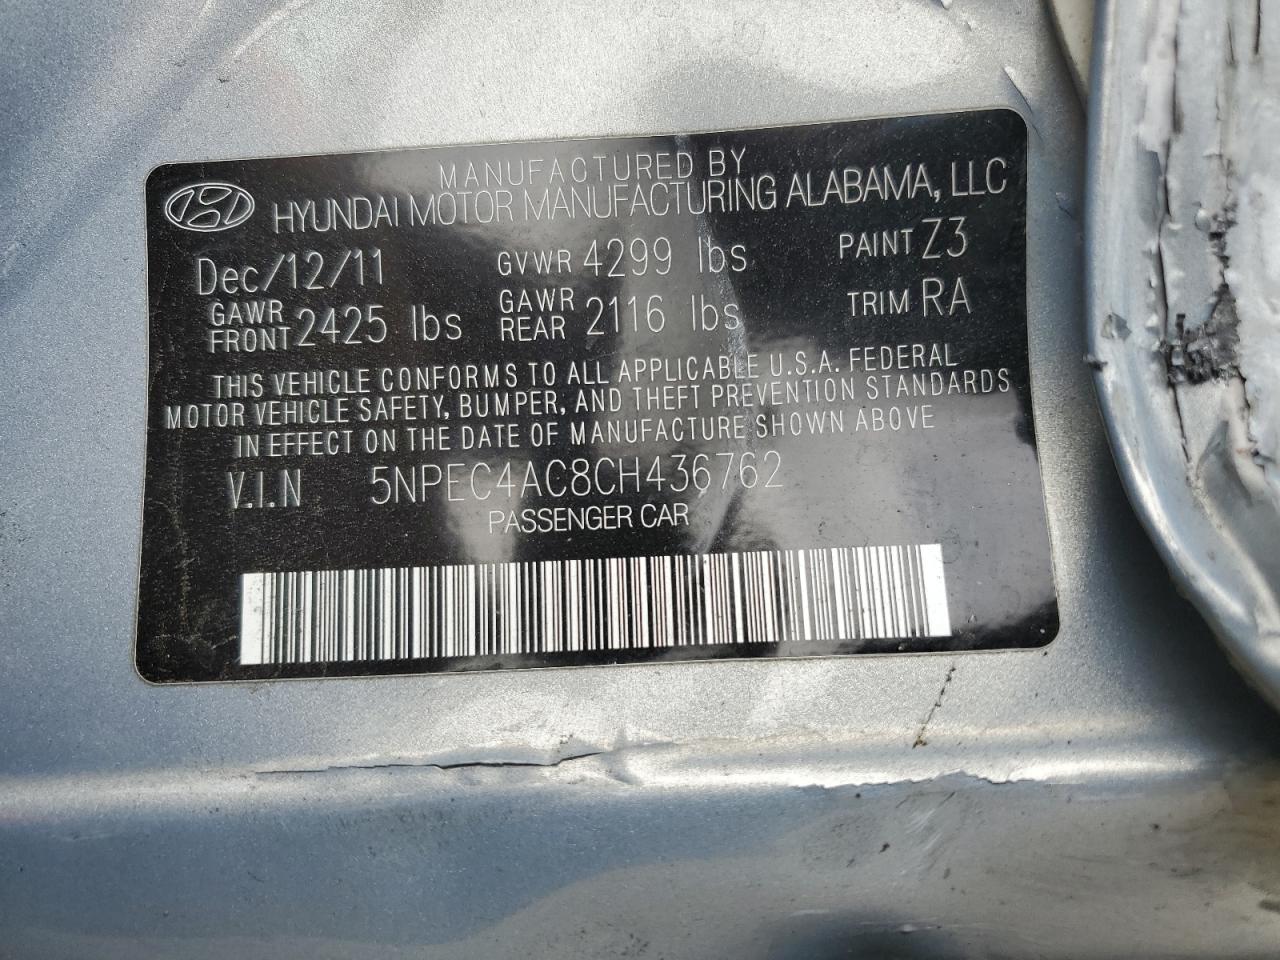 MANUFACTURED BY
HYUNDAI MOTOR MANUFACTURING ALABAMA, LLC
Dec/12/11 GVWR 4299 lbs PAINT Z3
GAWR FRONT 2425 lbs GAWR REAR 2116 lbs TRIM RA
THIS VEHICLE CONFORMS TO ALL APPLICABLE U.S.A. FEDERAL
MOTOR VEHICLE SAFETY, BUMPER, AND THEFT PREVENTION STANDARDS
IN EFFECT ON THE DATE OF MANUFACTURE SHOWN ABOVE
V.I.N 5NPEC4AC8CH436762
PASSENGER CAR